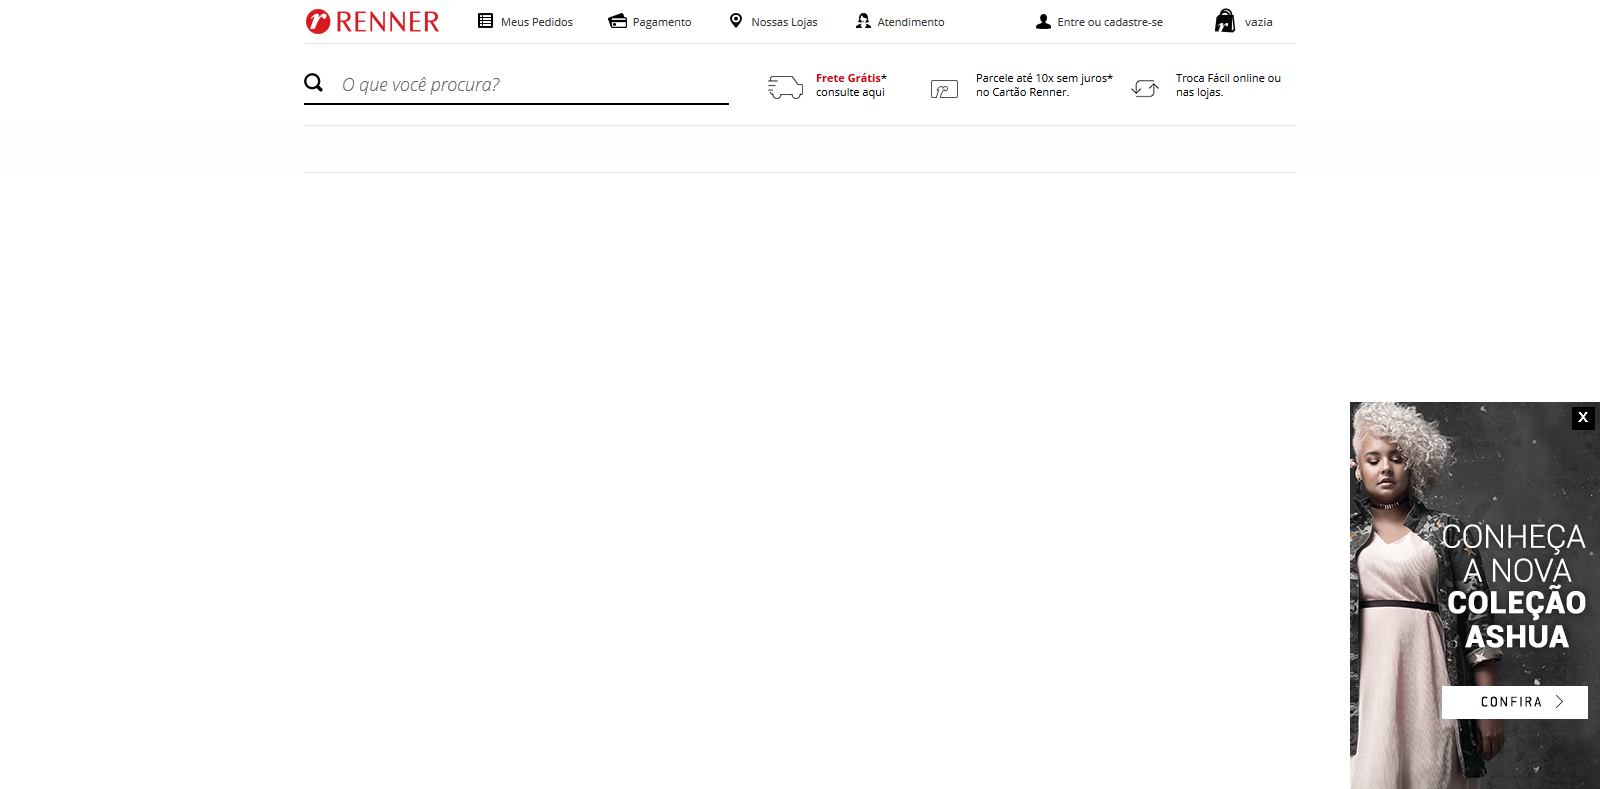 RENNER
Meus Pedidos
Pagamento
Nossas Lojas
Atendimento
Entre ou cadastre-se
vazia
O que você procura?
Frete Grátis*
consulte aqui
Parcele até 10x sem juros*
no Cartão Renner.
Troca Fácil online ou
nas lojas.
X
CONHEÇA
A NOVA
COLEÇÃO
ASHUA
CONFIRA